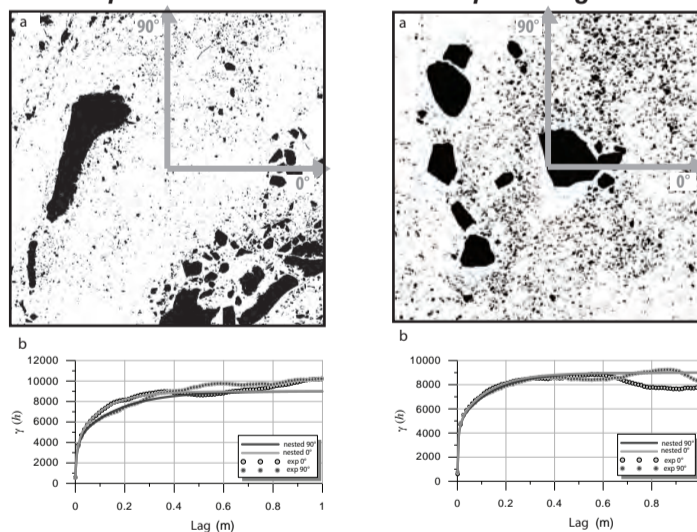 a
90°
0°
b
12000
10000
8000
6000
4000
2000
0
γ (h)
0
0.2
0.4
0.6
0.8
1
Lag (m)
nested 90°
nested 0°
exp 0°
exp 90°
a
90°
0°
b
10000
8000
6000
4000
2000
0
γ (h)
0
0.2
0.4
0.6
0.8
Lag (m)
nested 90°
nested 0°
exp 0°
exp 90°